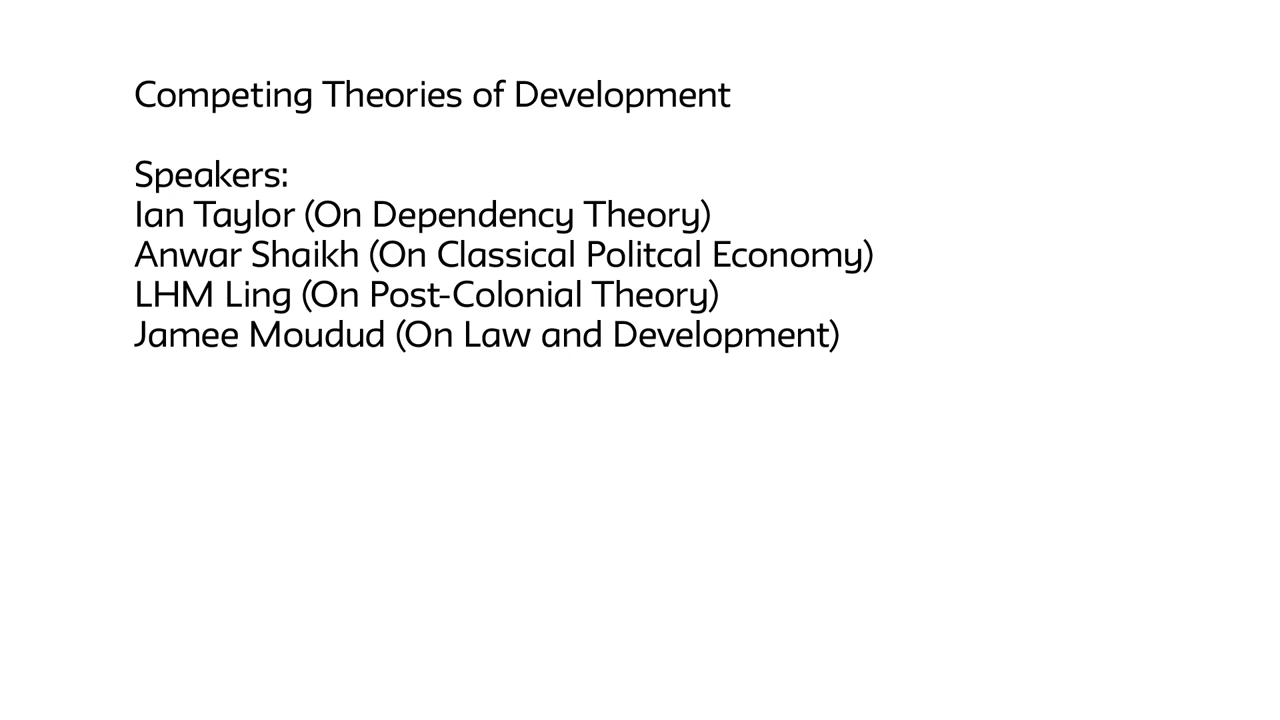 Competing Theories of Development
Speakers:
Ian Taylor (On Dependency Theory)
Anwar Shaikh (On Classical Politcal Economy)
LHM Ling (On Post-Colonial Theory)
Jamee Moudud (On Law and Development)